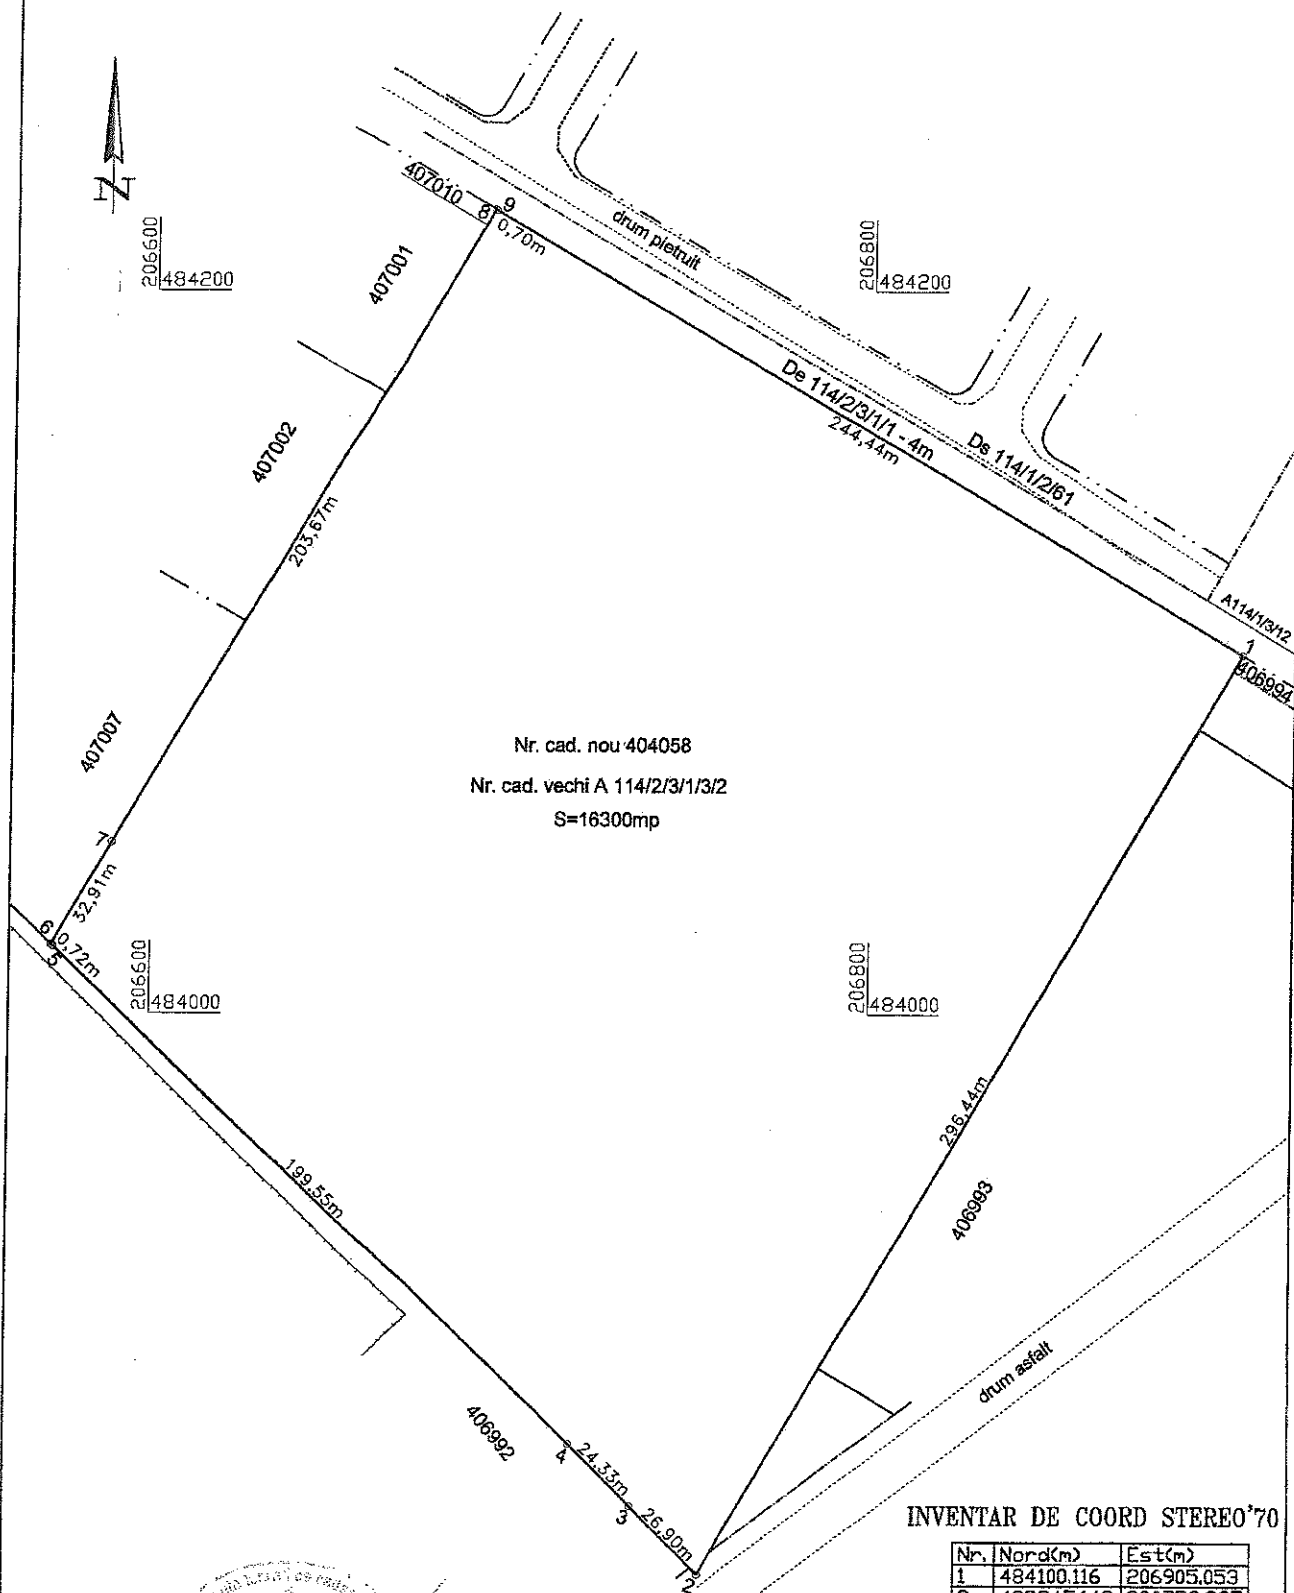 N
206600
484200
206800
484200
407010
8
9
0,70m
drum pietruit
407001
407002
De 114/2/3/1/1 - 4m
244,44m
Ds 114/1/2/61
A114/1/3/12
1
406994
203,67m
407007
Nr. cad. nou 404058
Nr. cad. vechi A 114/2/3/1/3/2
S=16300mp
7
32,91m
6
0,72m
5
206600
484000
206800
484000
199,55m
296,44m
406993
406992
drum asfalt
4
24,33m
3
26,90m
2
INVENTAR DE COORD STEREO'70
Nr. Nord(m) Est(m)
1 484100.116 206905.053